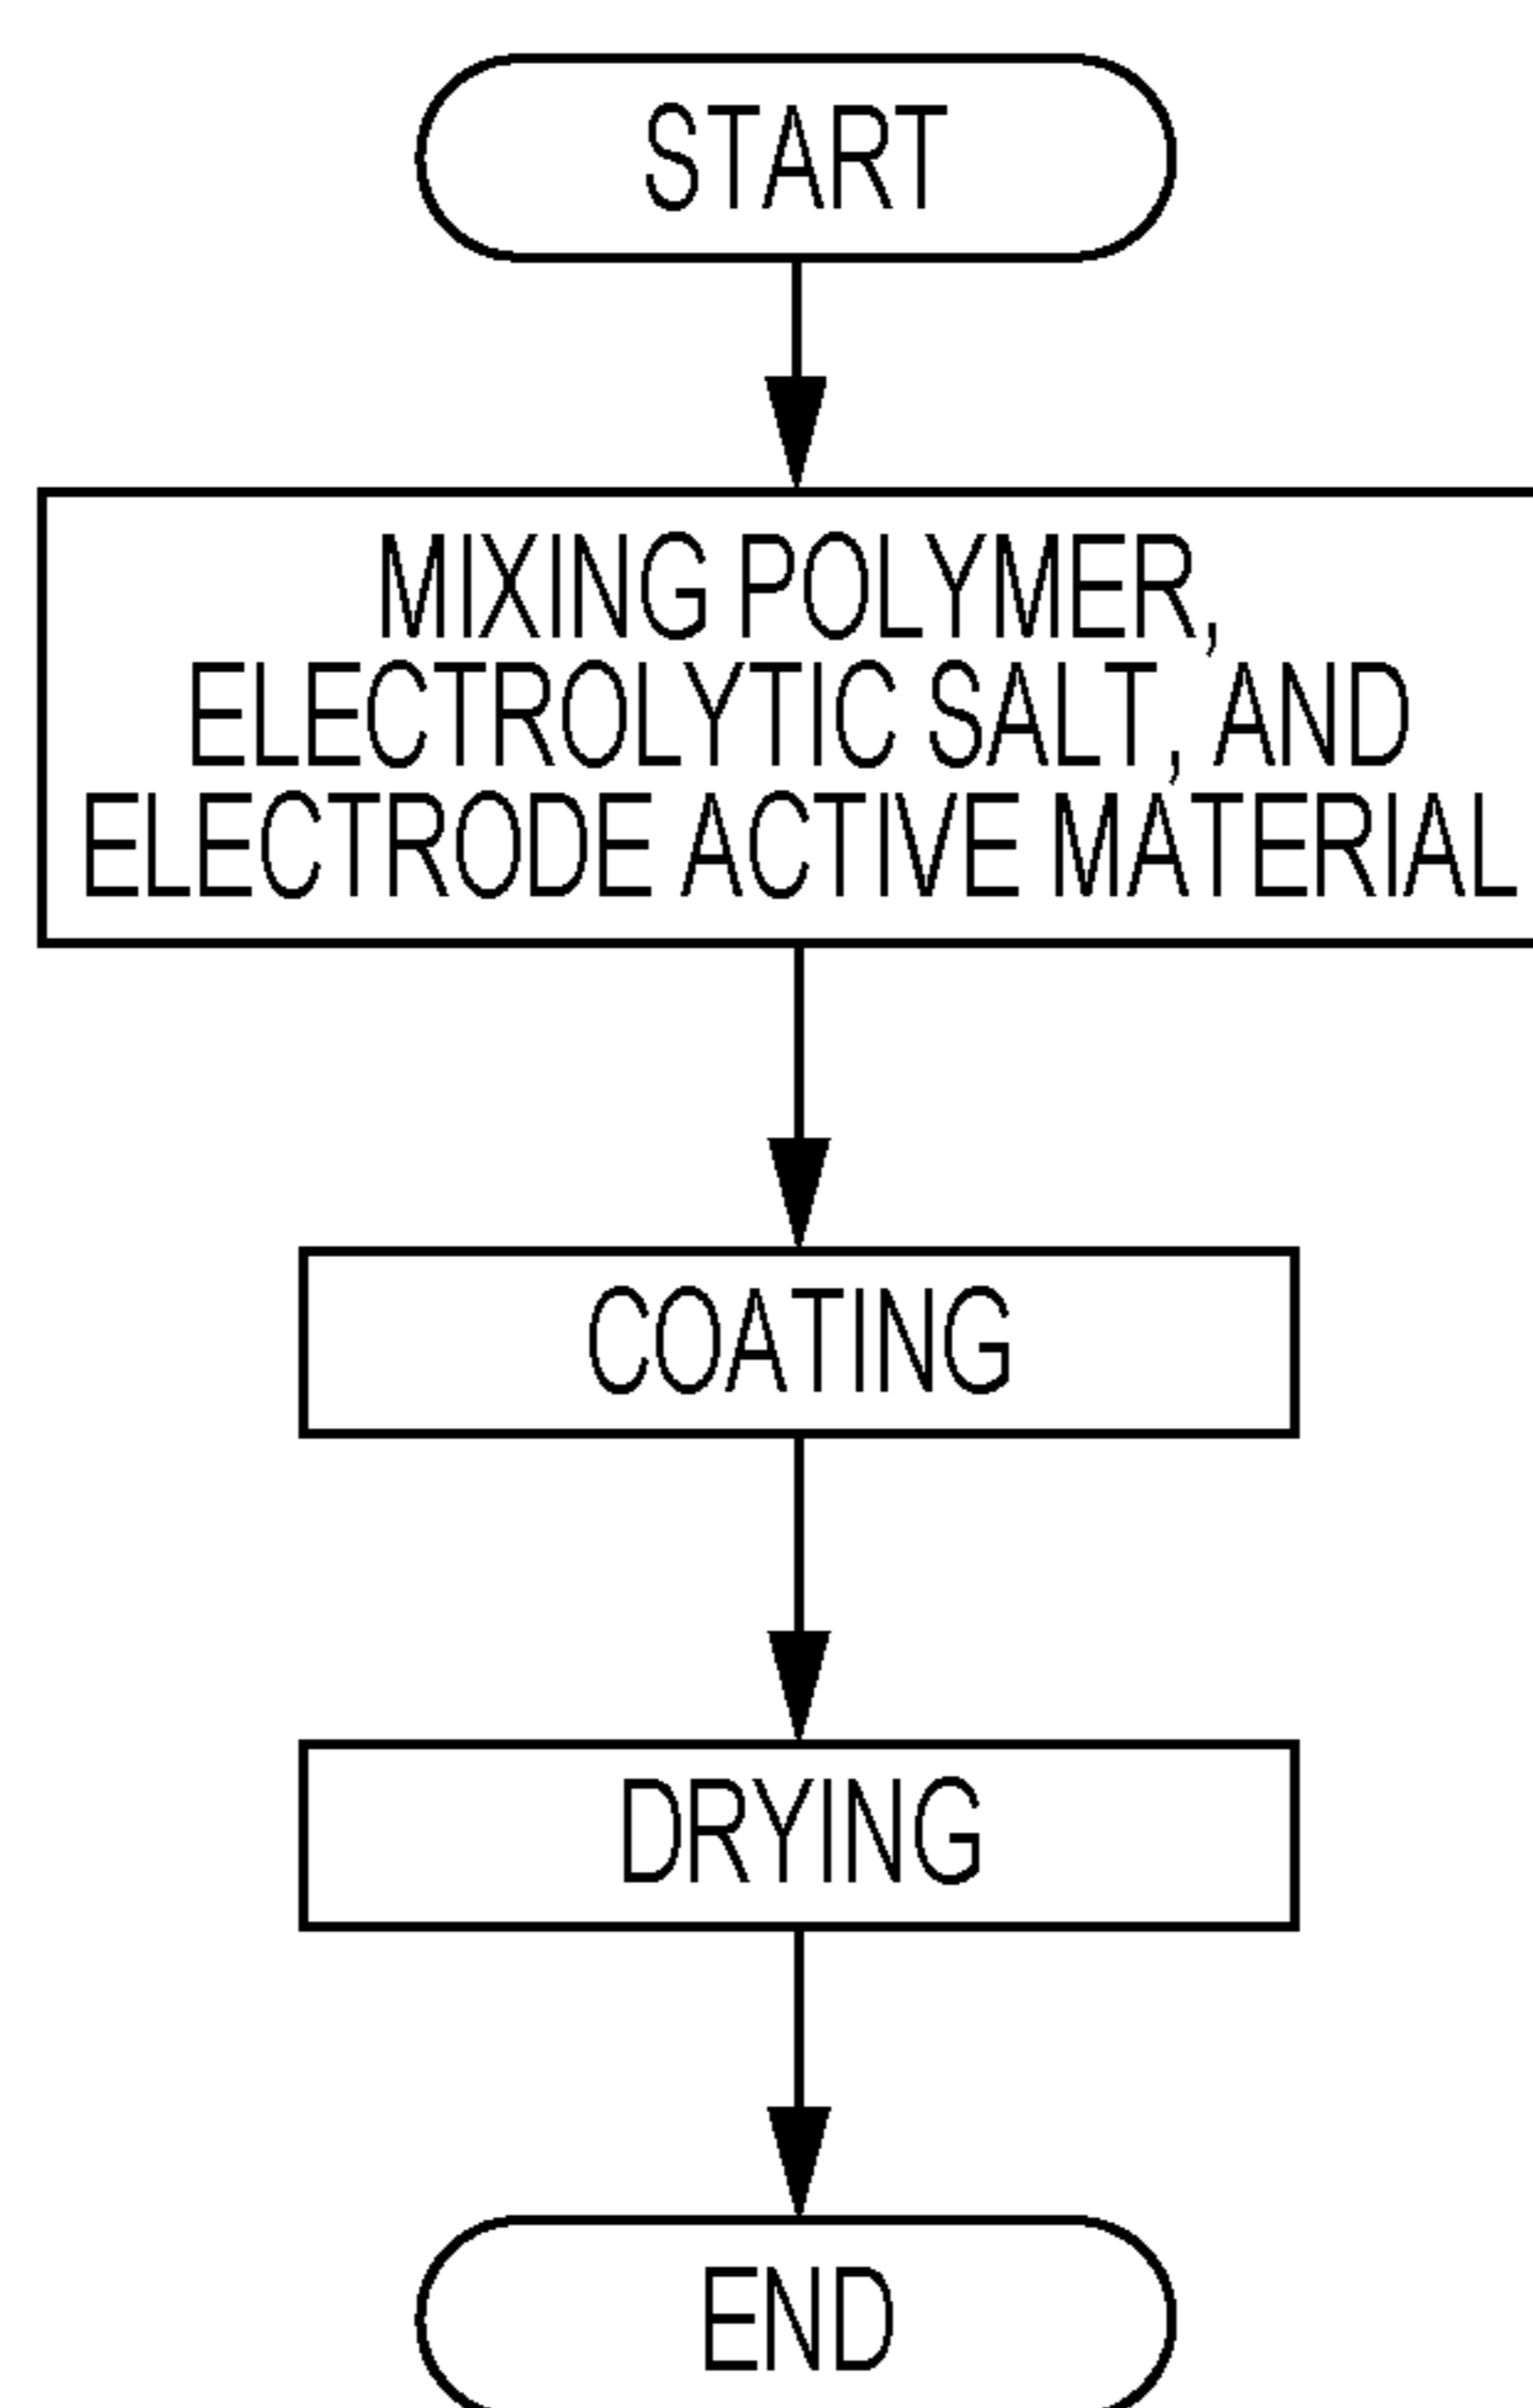 START
MIXING POLYMER,
ELECTROLYTIC SALT, AND
ELECTRODE ACTIVE MATERIAL
COATING
DRYING
END